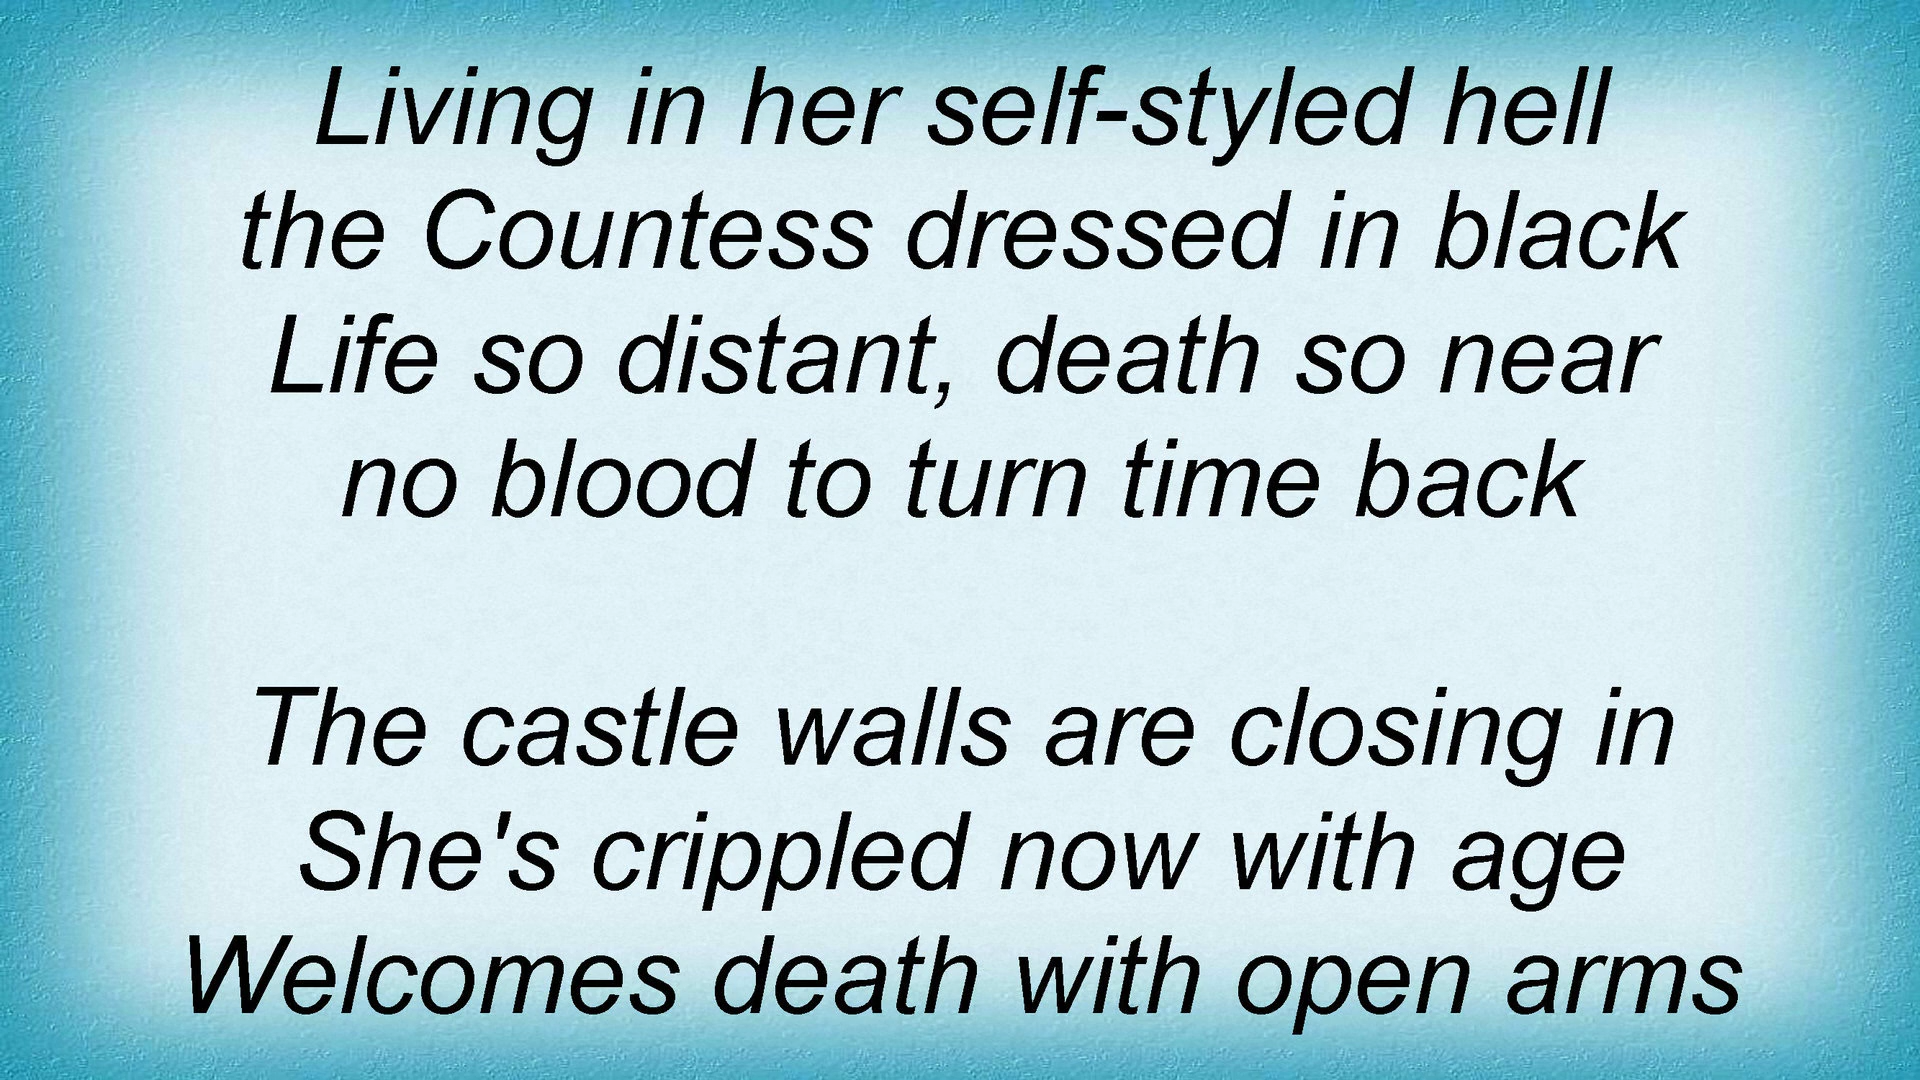 Living in her self-styled hell
the Countess dressed in black
Life so distant, death so near
no blood to turn time back
The castle walls are closing in
She's crippled now with age
Welcomes death with open arms